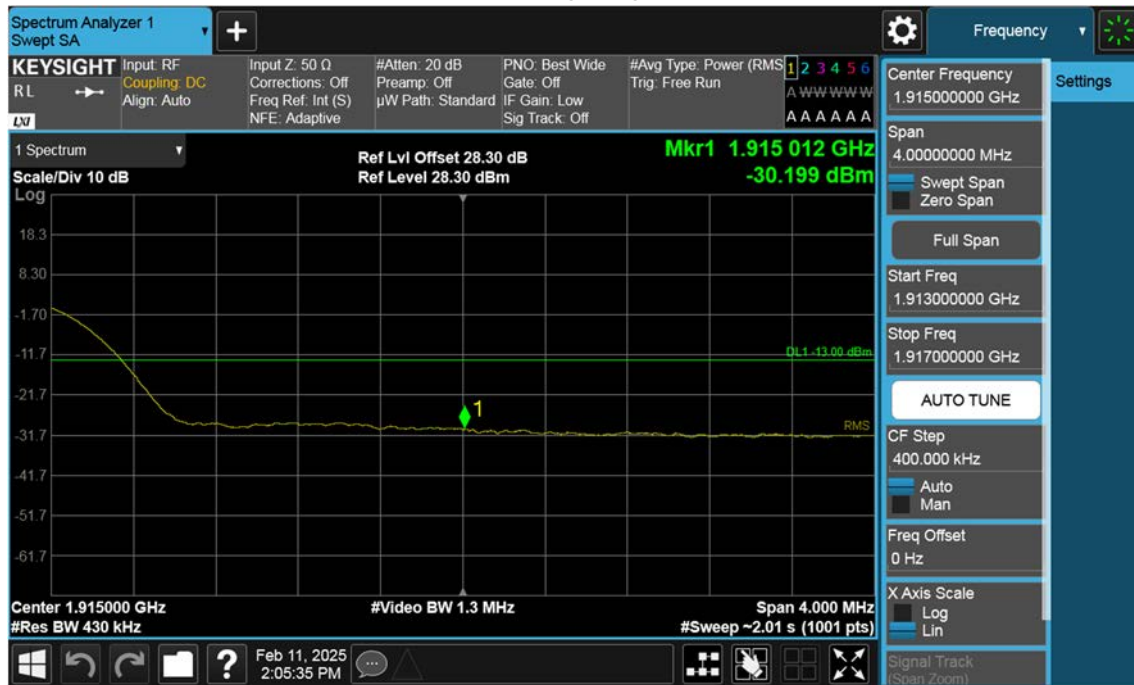 Spectrum Analyzer 1
Swept SA
Frequency
KEYSIGHT
RL
LXI
Input: RF
Coupling: DC
Align: Auto
Input Z: 50 Ω
Corrections: Off
Freq Ref: Int (S)
NFE: Adaptive
#Atten: 20 dB
Preamp: Off
µW Path: Standard
PNO: Best Wide
Gate: Off
IF Gain: Low
Sig Track: Off
#Avg Type: Power (RMS
Trig: Free Run
1 2 3 4 5 6
A W W W W W
A A A A A A
1 Spectrum
Scale/Div 10 dB
Ref Lvl Offset 28.30 dB
Ref Level 28.30 dBm
Mkr1 1.915 012 GHz
-30.199 dBm
Log
18.3
8.30
-1.70
-11.7
-21.7
-31.7
-41.7
-51.7
-61.7
DL1 -13.00 dBm
1
RMS
Center 1.915000 GHz
#Res BW 430 kHz
#Video BW 1.3 MHz
Span 4.000 MHz
#Sweep ~2.01 s (1001 pts)
Feb 11, 2025
2:05:35 PM
Center Frequency
1.915000000 GHz
Settings
Span
4.00000000 MHz
Swept Span
Zero Span
Full Span
Start Freq
1.913000000 GHz
Stop Freq
1.917000000 GHz
AUTO TUNE
CF Step
400.000 kHz
Auto
Man
Freq Offset
0 Hz
X Axis Scale
Log
Lin
Signal Track
(Span Zoom)